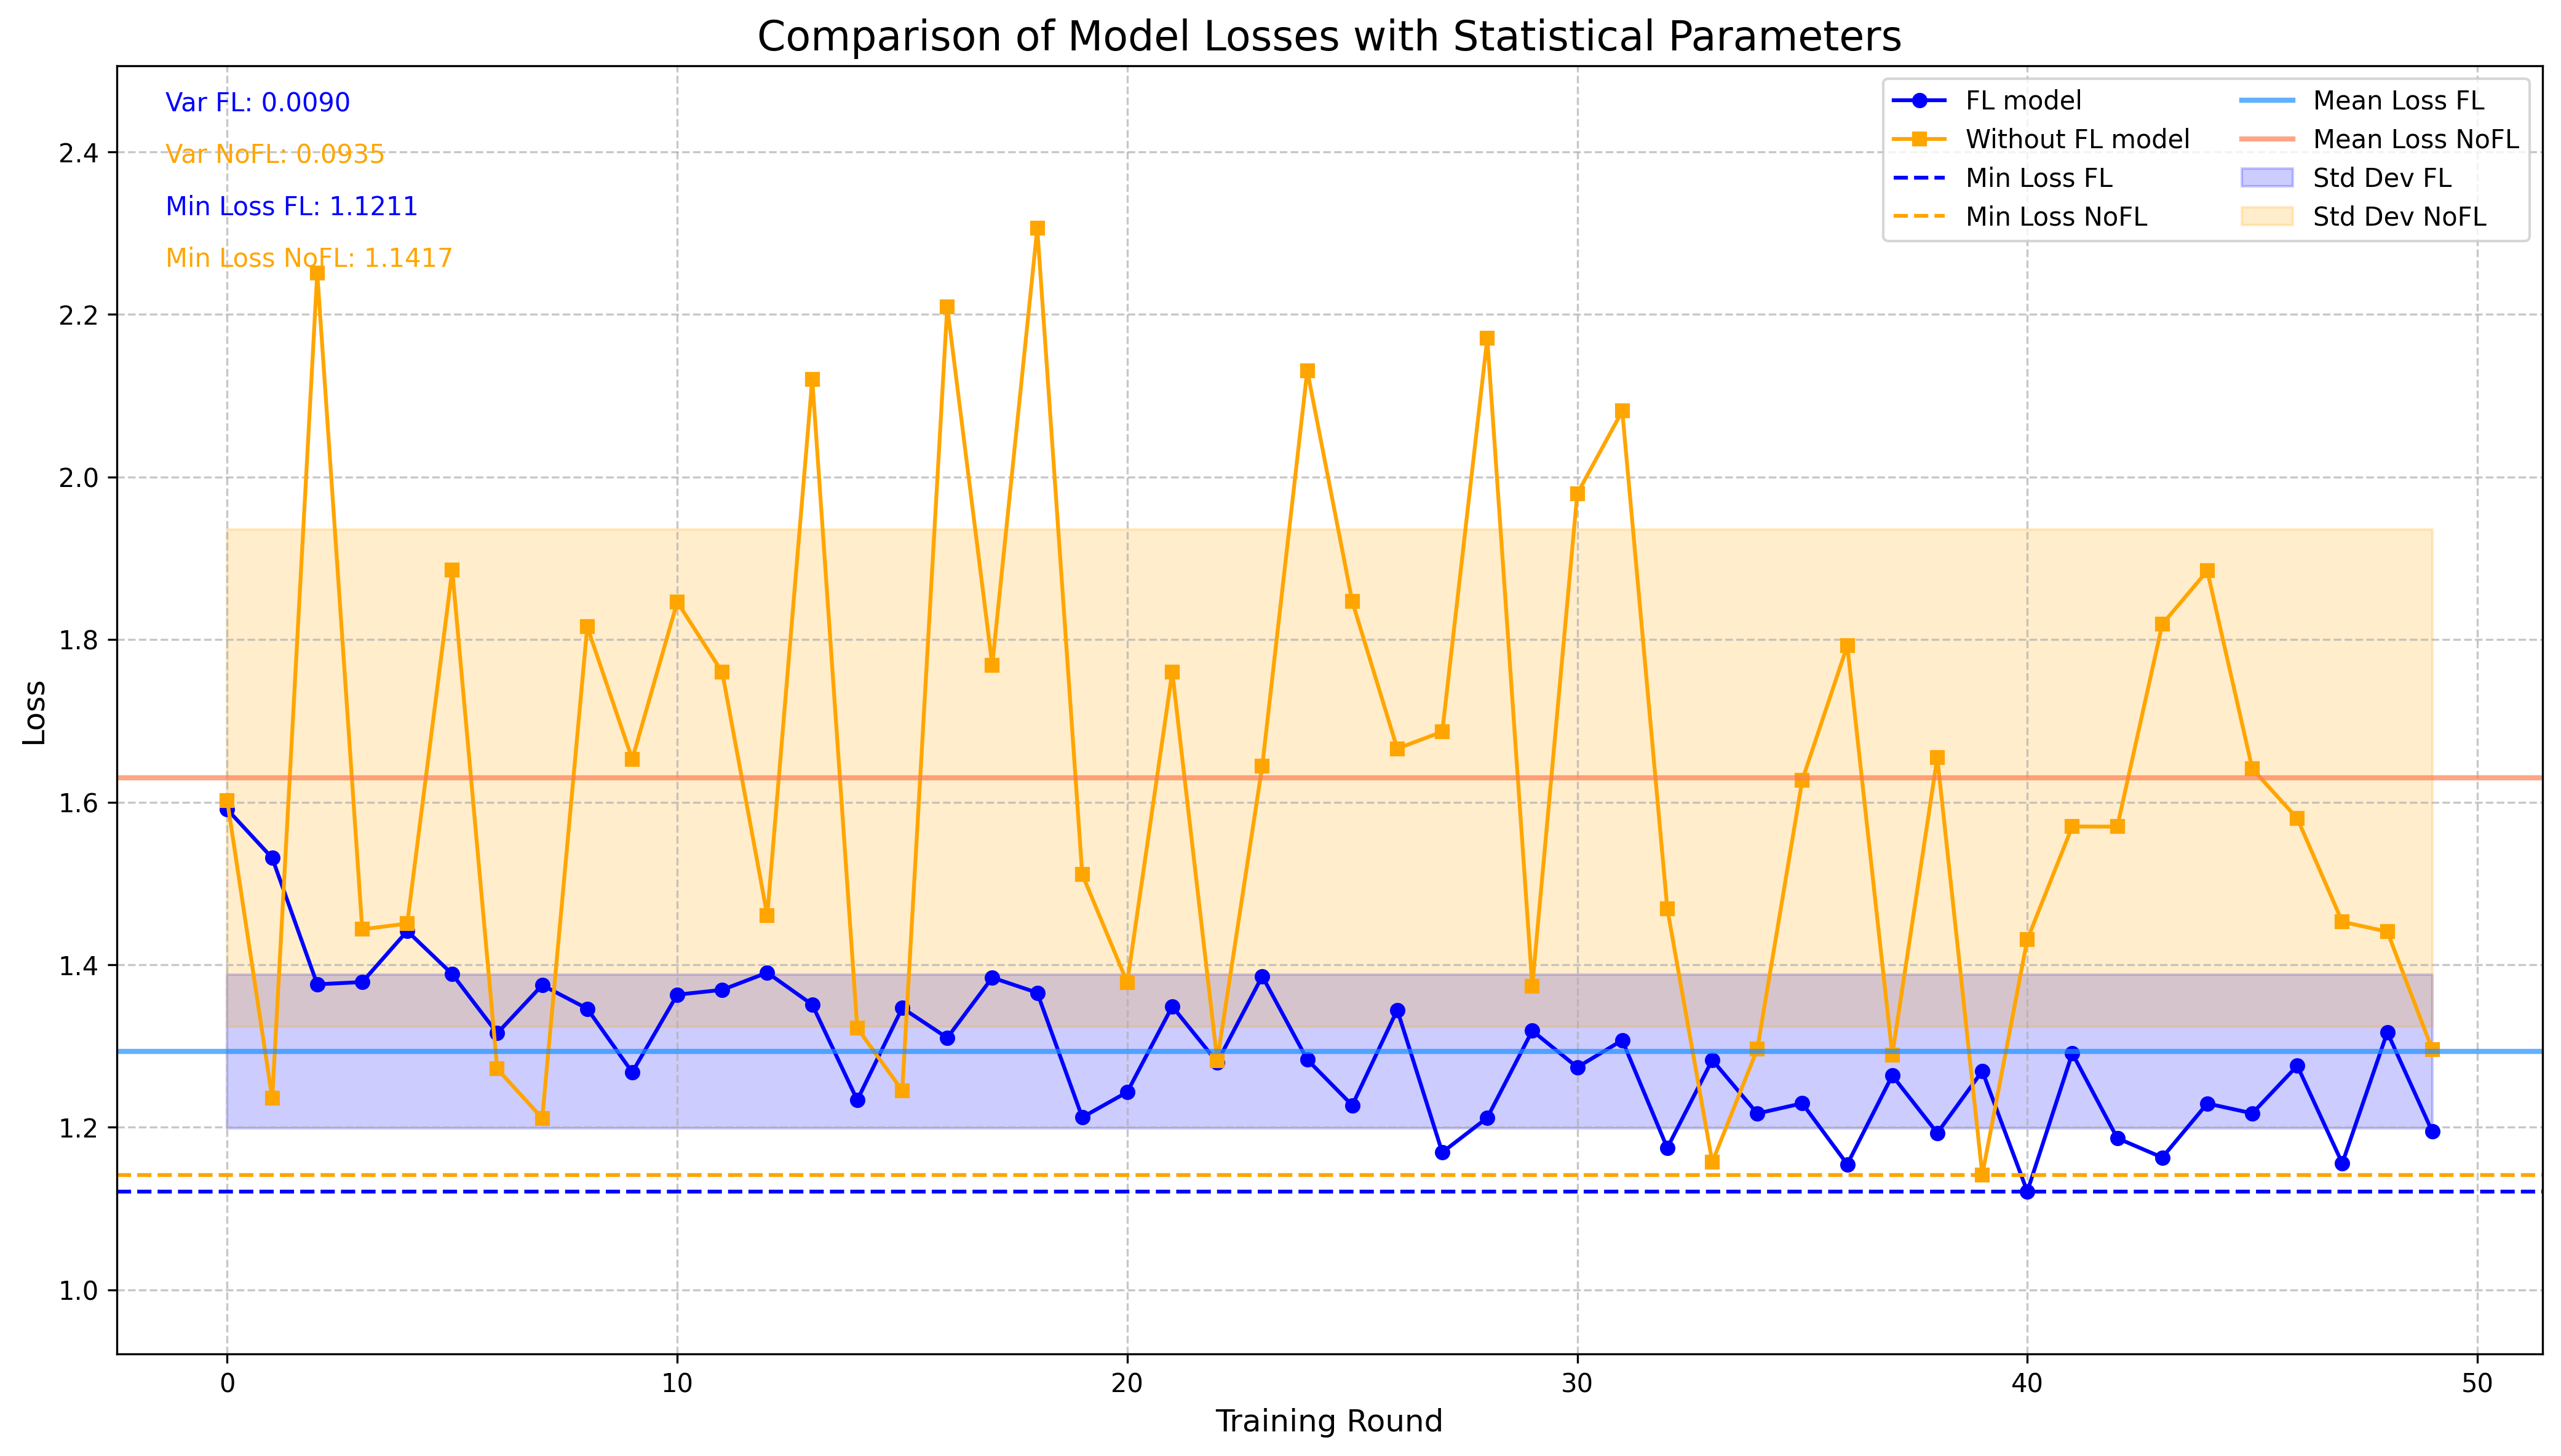 Comparison of Model Losses with Statistical Parameters
Var FL: 0.0090
Var NoFL: 0.0935
Min Loss FL: 1.1211
Min Loss NoFL: 1.1417
FL model
Without FL model
Min Loss FL
Min Loss NoFL
Mean Loss FL
Mean Loss NoFL
Std Dev FL
Std Dev NoFL
Loss
2.4
2.2
2.0
1.8
1.6
1.4
1.2
1.0
0 10 20 30 40 50
Training Round